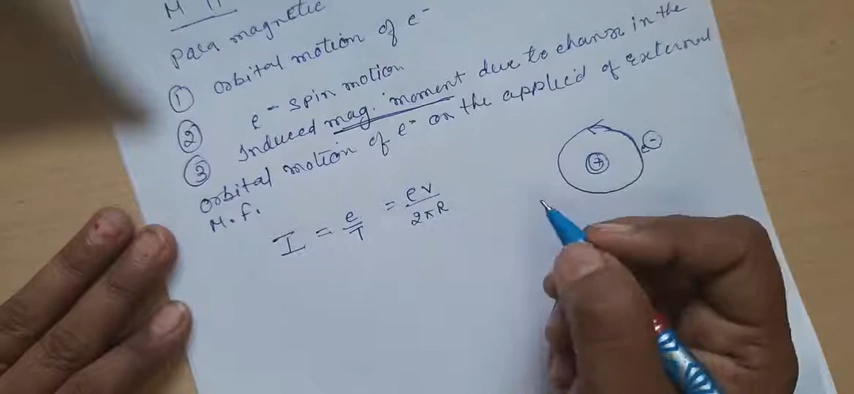 Para magnetic
① Orbital motion of e-
② e- spin motion
③ Induced mag. moment due to change in the
Orbital motion of e- on the applied of external
M.f.
I = e/T = ev/2πR
+
-